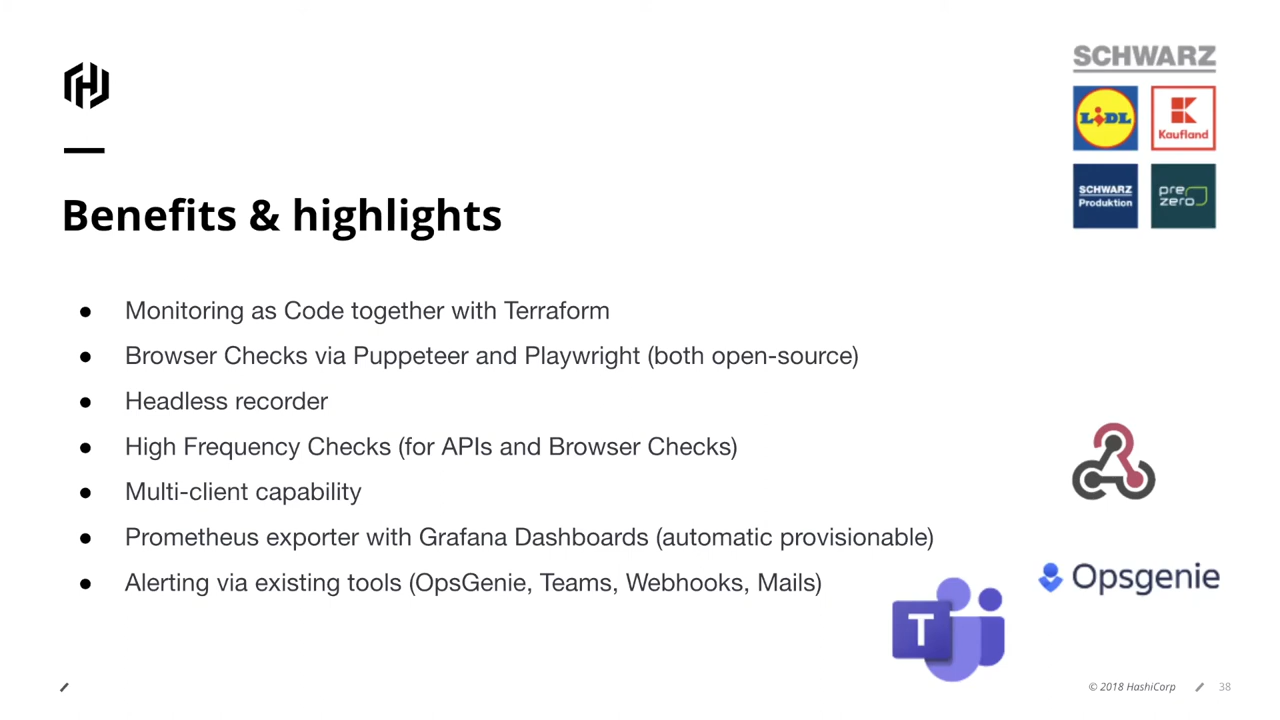 SCHWARZ
LIDL
Kaufland
SCHWARZ
Produktion
pre
zero
Benefits & highlights
● Monitoring as Code together with Terraform
● Browser Checks via Puppeteer and Playwright (both open-source)
● Headless recorder
● High Frequency Checks (for APIs and Browser Checks)
● Multi-client capability
● Prometheus exporter with Grafana Dashboards (automatic provisionable)
● Alerting via existing tools (OpsGenie, Teams, Webhooks, Mails)
Opsgenie
T
© 2018 HashiCorp
38